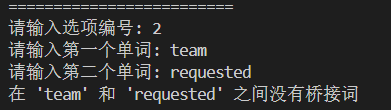 =========================
请输入选项编号: 2
请输入第一个单词: team
请输入第二个单词: requested
在 'team' 和 'requested' 之间没有桥接词